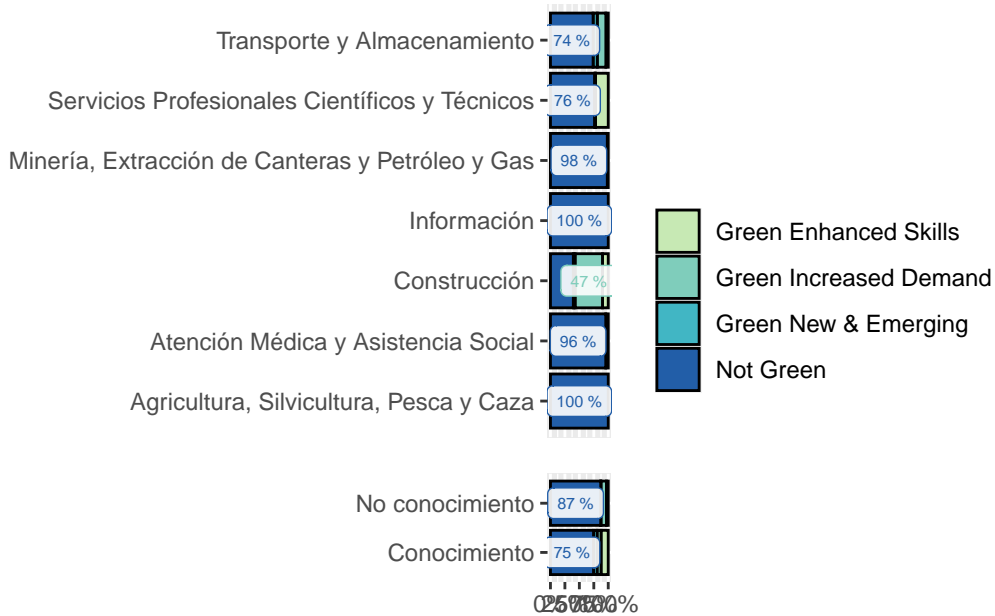 Transporte y Almacenamiento
74 %
Servicios Profesionales Científicos y Técnicos
76 %
Minería, Extracción de Canteras y Petróleo y Gas
98 %
Información
100 %
Construcción
47 %
Atención Médica y Asistencia Social
96 %
Agricultura, Silvicultura, Pesca y Caza
100 %
No conocimiento
87 %
Conocimiento
75 %
Green Enhanced Skills
Green Increased Demand
Green New & Emerging
Not Green